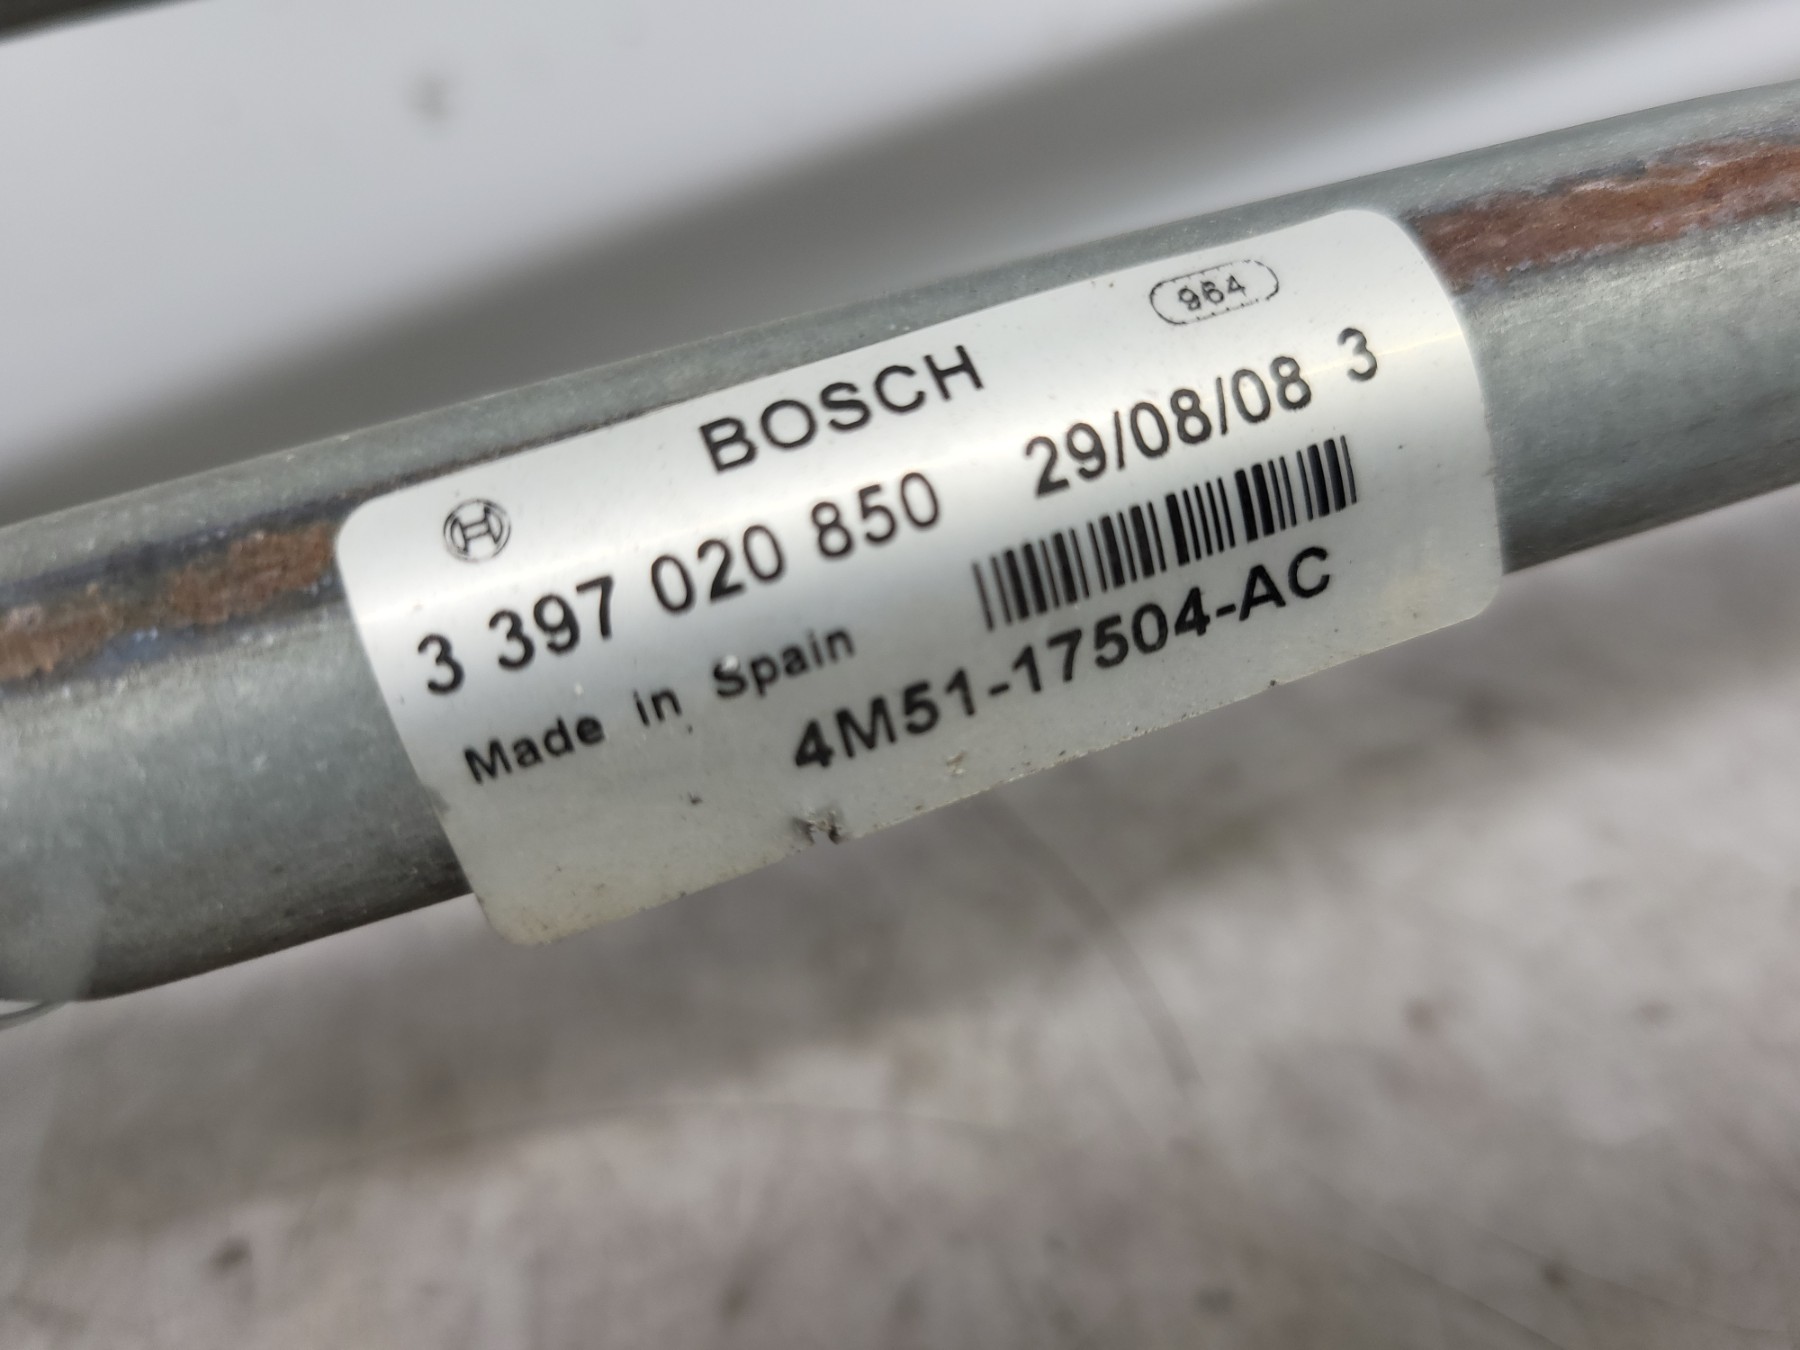 964
BOSCH
3 397 020 850 29/08/08 3
Made in Spain
4M51-17504-AC